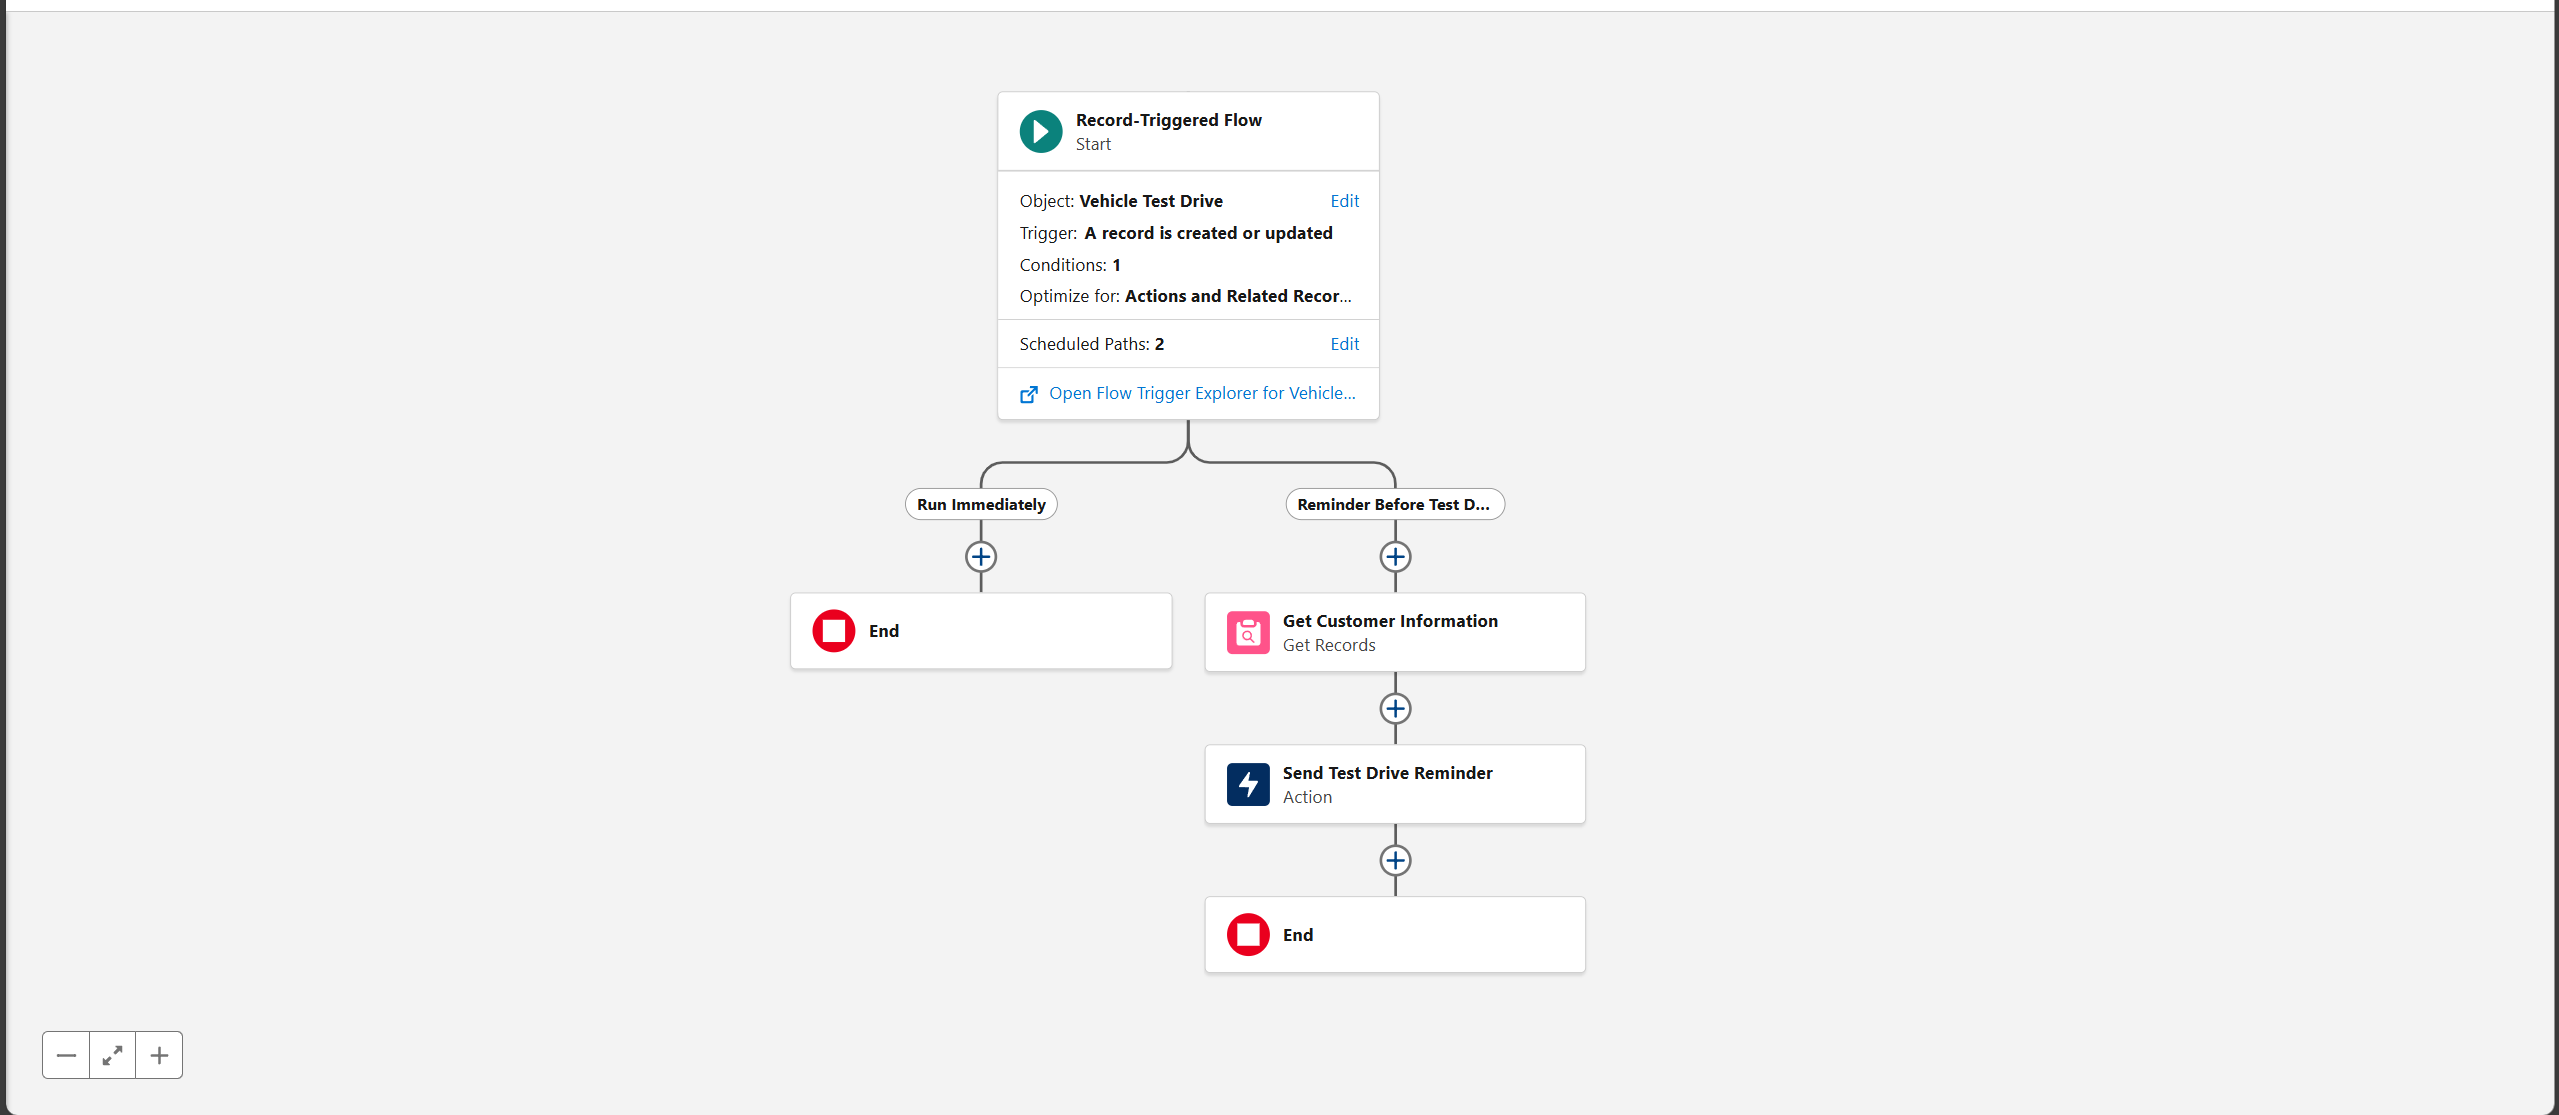 Record-Triggered Flow
Start
Object: Vehicle Test Drive Edit
Trigger: A record is created or updated
Conditions: 1
Optimize for: Actions and Related Recor...
Scheduled Paths: 2 Edit
Open Flow Trigger Explorer for Vehicle...
Run Immediately
Reminder Before Test D...
End
Get Customer Information
Get Records
Send Test Drive Reminder
Action
End